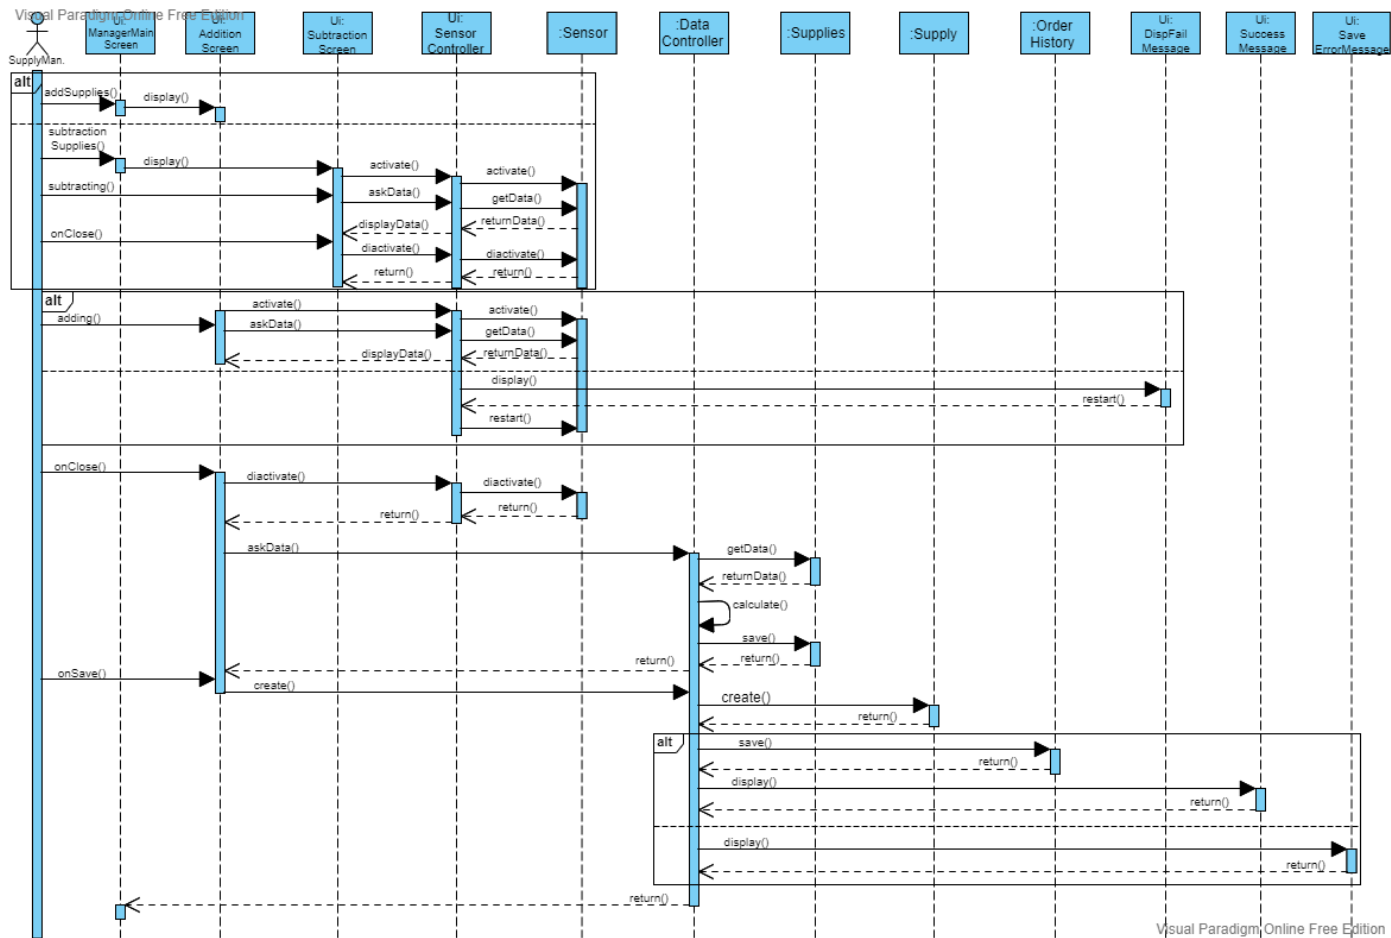 Visual Paradigm Online Free Edition
SupplyMan.
Ui:
ManagerMain
Screen
Ui:
Addition
Screen
Ui:
Subtraction
Screen
Ui:
Sensor
Controller
:Sensor
:Data
Controller
:Supplies
:Supply
:Order
History
Ui:
DispFail
Message
Ui:
Success
Message
Ui:
Save
ErrorMessage
alt
addSupplies()
display()
subtraction
Supplies()
display()
activate()
activate()
subtracting()
askData()
getData()
displayData()
returnData()
onClose()
diactivate()
diactivate()
return()
return()
alt
activate()
activate()
adding()
askData()
getData()
displayData()
returnData()
display()
restart()
restart()
onClose()
diactivate()
diactivate()
return()
return()
askData()
getData()
returnData()
calculate()
save()
return()
return()
onSave()
create()
create()
return()
alt
save()
return()
display()
return()
display()
return()
return()
Visual Paradigm Online Free Edition